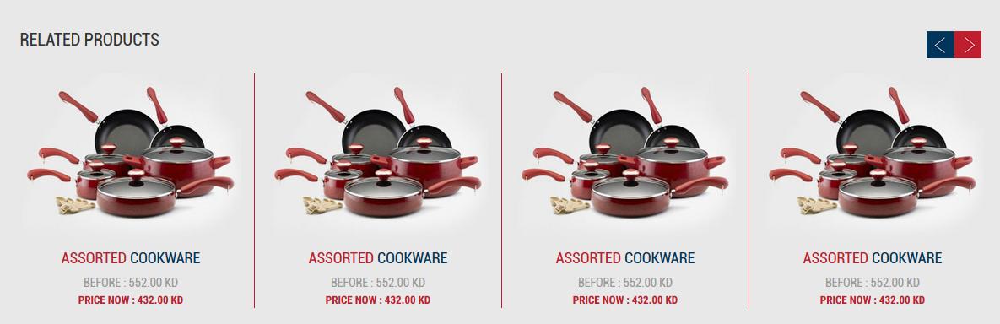 RELATED PRODUCTS
ASSORTED COOKWARE
BEFORE : 552.00 KD
PRICE NOW : 432.00 KD
ASSORTED COOKWARE
BEFORE : 552.00 KD
PRICE NOW : 432.00 KD
ASSORTED COOKWARE
BEFORE : 552.00 KD
PRICE NOW : 432.00 KD
ASSORTED COOKWARE
BEFORE : 552.00 KD
PRICE NOW : 432.00 KD